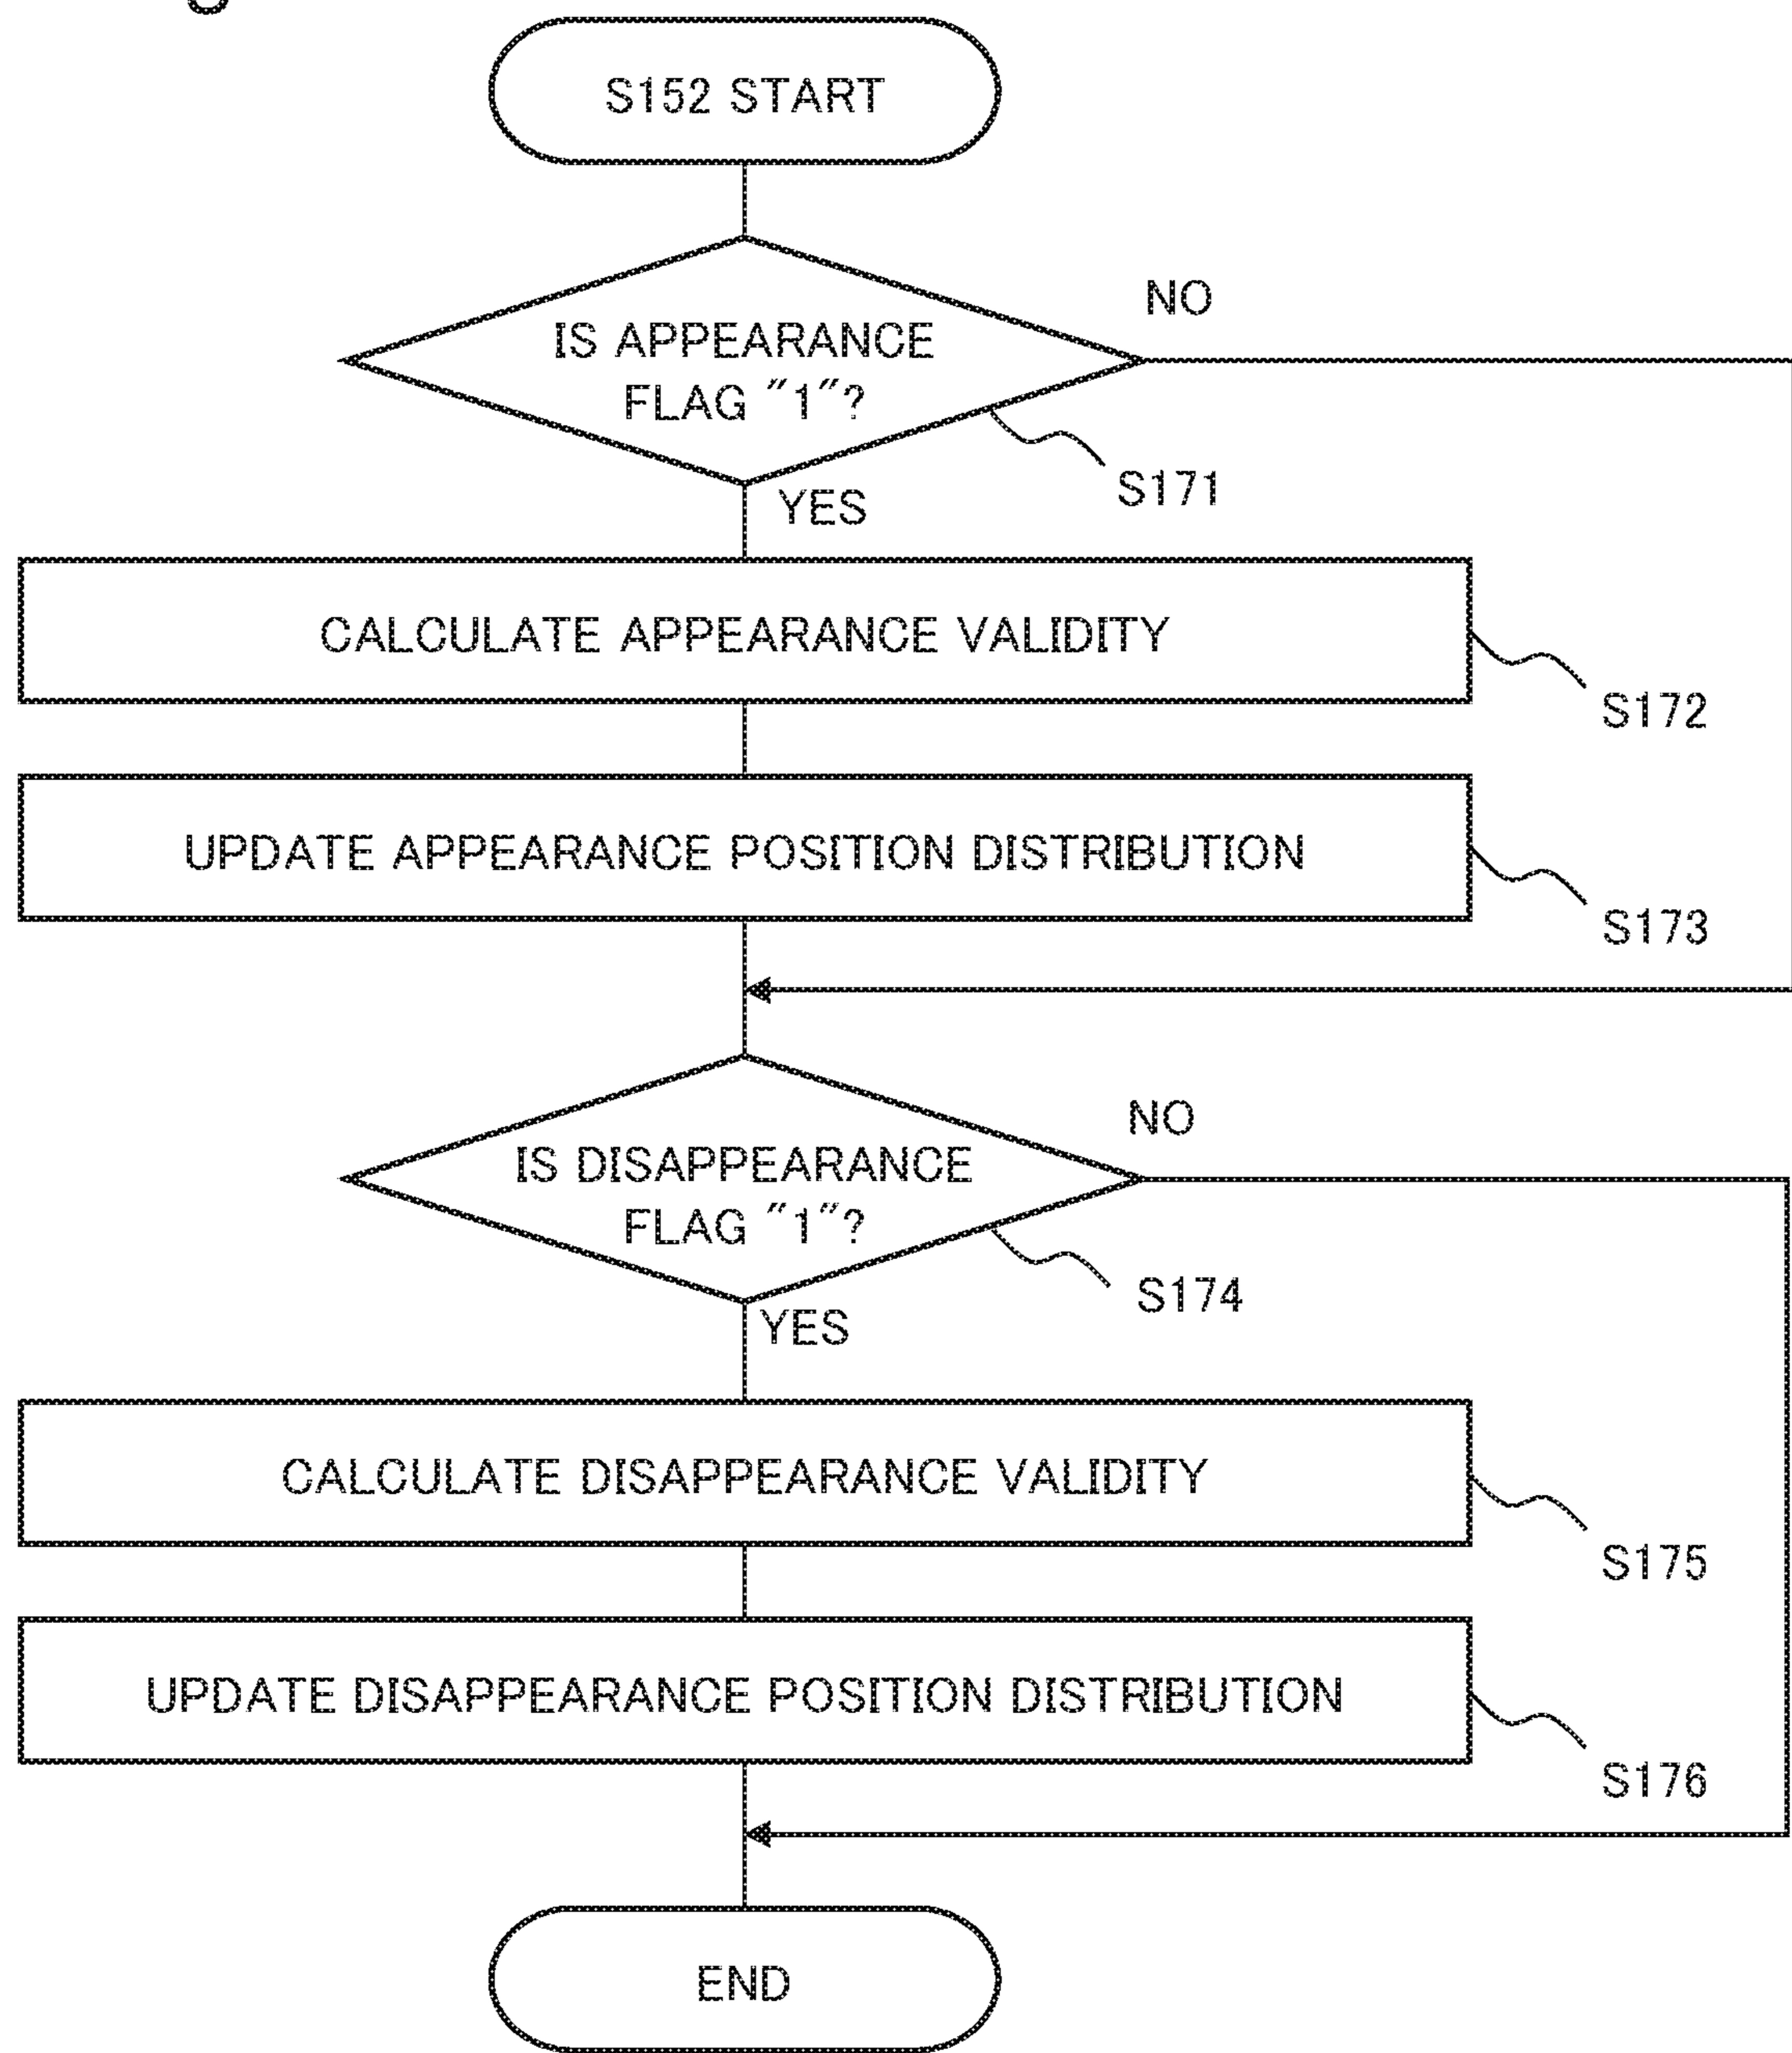 S152 START
NO
IS APPEARANCE
FLAG "1"?
S171
YES
CALCULATE APPEARANCE VALIDITY
S172
UPDATE APPEARANCE POSITION DISTRIBUTION
S173
NO
IS DISAPPEARANCE
FLAG "1"?
S174
YES
CALCULATE DISAPPEARANCE VALIDITY
S175
UPDATE DISAPPEARANCE POSITION DISTRIBUTION
S176
END